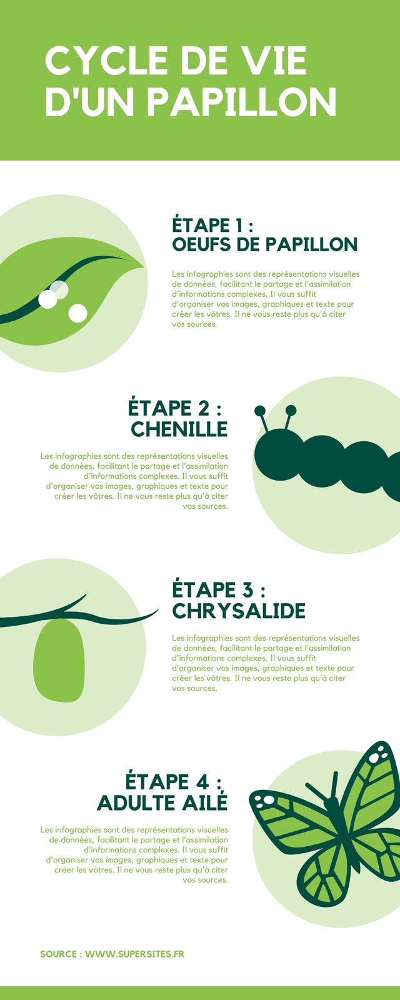 CYCLE DE VIE
D'UN PAPILLON
ÉTAPE 1 :
OEUFS DE PAPILLON
Les infographies sont des représentations visuelles
de données, facilitant le partage et l'assimilation
d'informations complexes. Il vous suffit
d'organiser vos images, graphiques et texte pour
créer les vôtres. Il ne vous reste plus qu'à citer
vos sources.
ÉTAPE 2 :
CHENILLE
Les infographies sont des représentations visuelles
de données, facilitant le partage et l'assimilation
d'informations complexes. Il vous suffit
d'organiser vos images, graphiques et texte pour
créer les vôtres. Il ne vous reste plus qu'à citer
vos sources.
ÉTAPE 3 :
CHRYSALIDE
Les infographies sont des représentations visuelles
de données, facilitant le partage et l'assimilation
d'informations complexes. Il vous suffit
d'organiser vos images, graphiques et texte pour
créer les vôtres. Il ne vous reste plus qu'à citer
vos sources.
ÉTAPE 4 :
ADULTE AILÉ
Les infographies sont des représentations visuelles
de données, facilitant le partage et l'assimilation
d'informations complexes. Il vous suffit
d'organiser vos images, graphiques et texte pour
créer les vôtres. Il ne vous reste plus qu'à citer
vos sources.
SOURCE : WWW.SUPERSITES.FR